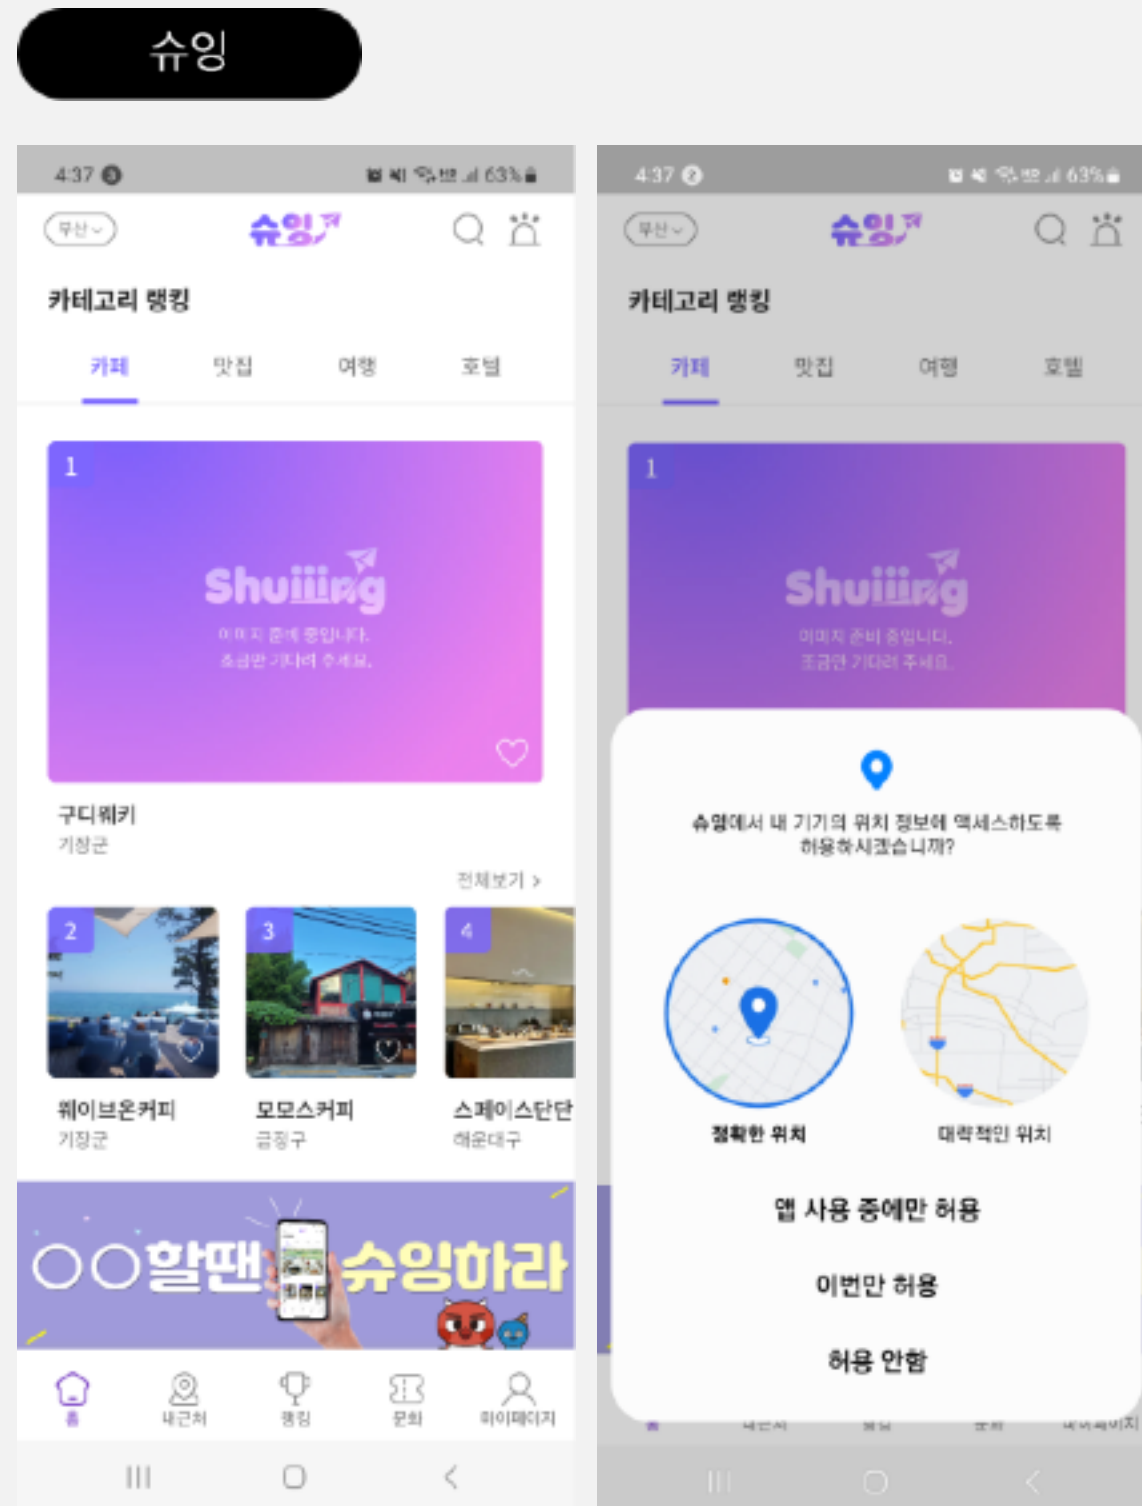 슈잉
4:37 3 63%
부산 슈잉
카테고리 랭킹
카페 맛집 여행 호텔
1
Shuiiing
이미지 준비 중입니다.
조금만 기다려 주세요.
구디웨키
기장군
전체보기 >
2 3 4
웨이브온커피 모모스커피 스페이스단단
기장군 금정구 해운대구
○○할땐 슈잉하라
홈 내근처 랭킹 문화 마이페이지
4:37 2 63%
부산 슈잉
카테고리 랭킹
카페 맛집 여행 호텔
1
Shuiiing
이미지 준비 중입니다.
조금만 기다려 주세요.
슈잉에서 내 기기의 위치 정보에 액세스하도록
허용하시겠습니까?
정확한 위치 대략적인 위치
앱 사용 중에만 허용
이번만 허용
허용 안함